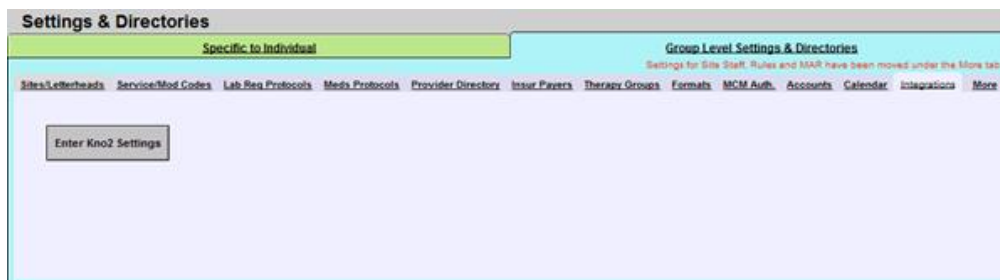 Settings & Directories
Specific to Individual
Group Level Settings & Directories
Settings for Site Staff, Rules and MAR have been moved under the More tab
Sites/Letterheads Service/Mod Codes Lab Req Protocols Meds Protocols Provider Directory Insur Payers Therapy Groups Formats MCM Auth. Accounts Calendar Integrations More
Enter Kno2 Settings